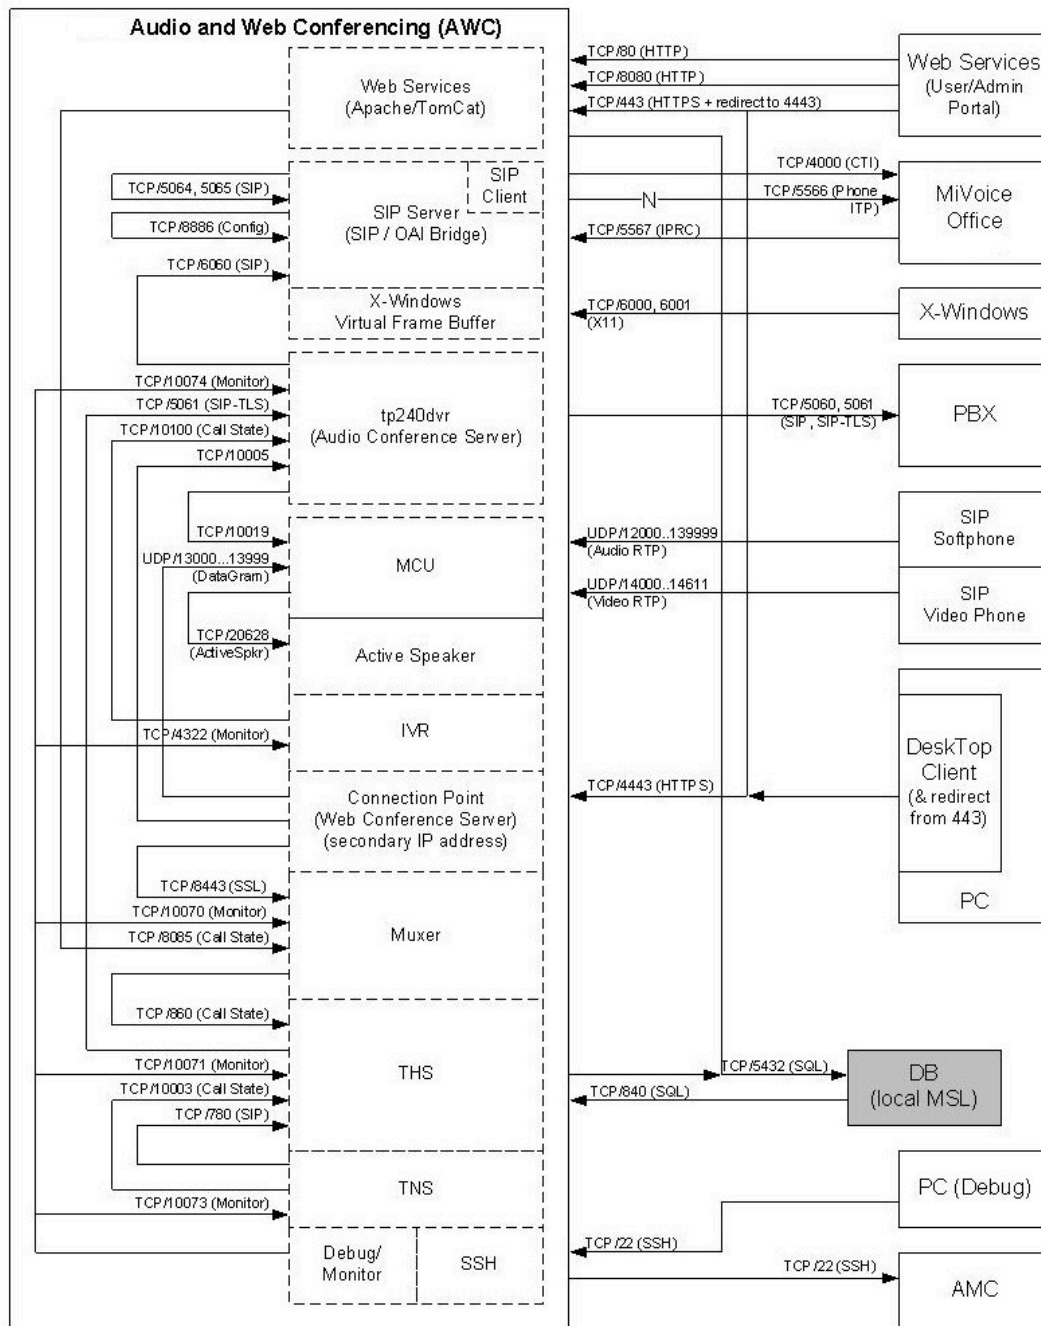 Audio and Web Conferencing (AWC)
Web Services
(Apache/TomCat)
TCP/5064, 5065 (SIP)
SIP
Client
SIP Server
(SIP / OAI Bridge)
TCP/8886 (Config)
TCP/6060 (SIP)
X-Windows
Virtual Frame Buffer
TCP/10074 (Monitor)
TCP/5061 (SIP-TLS)
TCP/10100 (Call State)
TCP/10005
tp240dvr
(Audio Conference Server)
TCP/10019
UDP/13000...13999
(DataGram)
MCU
TCP/20628
(ActiveSpkr)
Active Speaker
IVR
TCP/4322 (Monitor)
Connection Point
(Web Conference Server)
(secondary IP address)
TCP/8443 (SSL)
TCP/10070 (Monitor)
TCP/8085 (Call State)
Muxer
TCP/860 (Call State)
TCP/10071 (Monitor)
TCP/10003 (Call State)
TCP/780 (SIP)
THS
TNS
TCP/10073 (Monitor)
Debug/
Monitor
SSH
TCP/80 (HTTP)
TCP/8080 (HTTP)
TCP/443 (HTTPS + redirect to 4443)
Web Services
(User/Admin
Portal)
TCP/4000 (CTI)
N
TCP/5566 (Phone
ITP)
TCP/5567 (IPRC)
MiVoice
Office
TCP/6000, 6001
(X11)
X-Windows
TCP/5060, 5061
(SIP, SIP-TLS)
PBX
UDP/12000..139999
(Audio RTP)
SIP
Softphone
UDP/14000..14611
(Video RTP)
SIP
Video Phone
TCP/4443 (HTTPS)
DeskTop
Client
(& redirect
from 443)
PC
TCP/5432 (SQL)
TCP/840 (SQL)
DB
(local MSL)
PC (Debug)
TCP/22 (SSH)
TCP/22 (SSH)
AMC